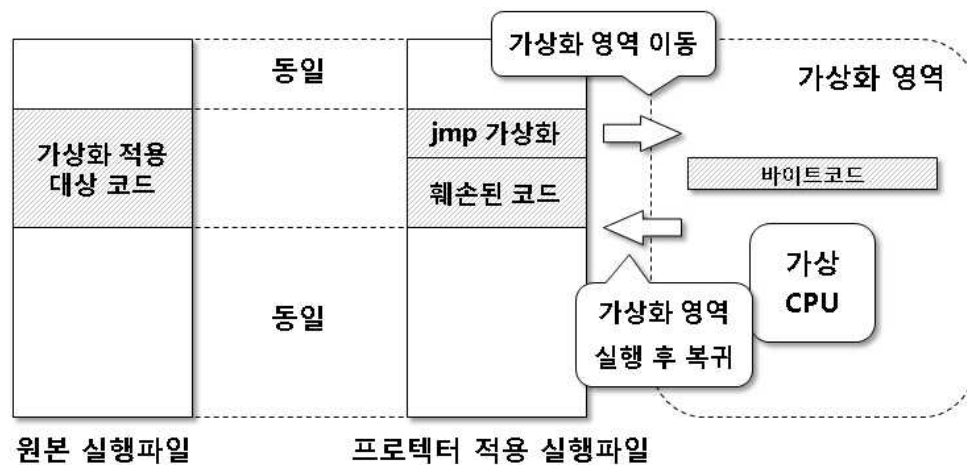 가상화 영역 이동
동일
가상화 영역
가상화 적용
대상 코드
jmp 가상화
훼손된 코드
바이트코드
가상
CPU
동일
가상화 영역
실행 후 복귀
원본 실행파일
프로텍터 적용 실행파일